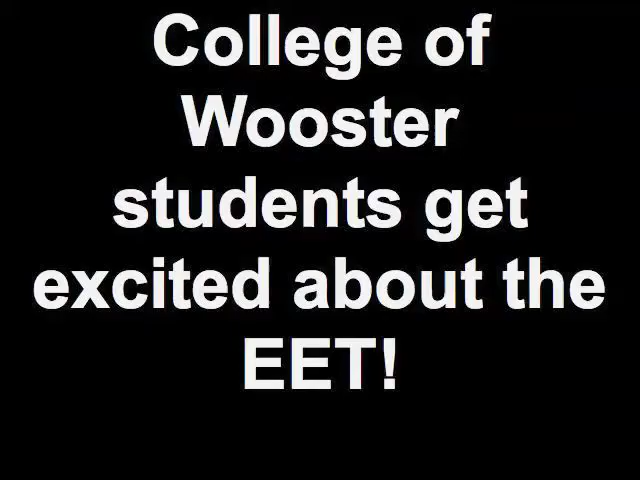 College of
Wooster
students get
excited about the
EET!